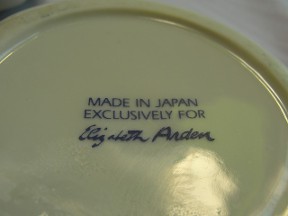 MADE IN JAPAN
EXCLUSIVELY FOR
Elizabeth Arden